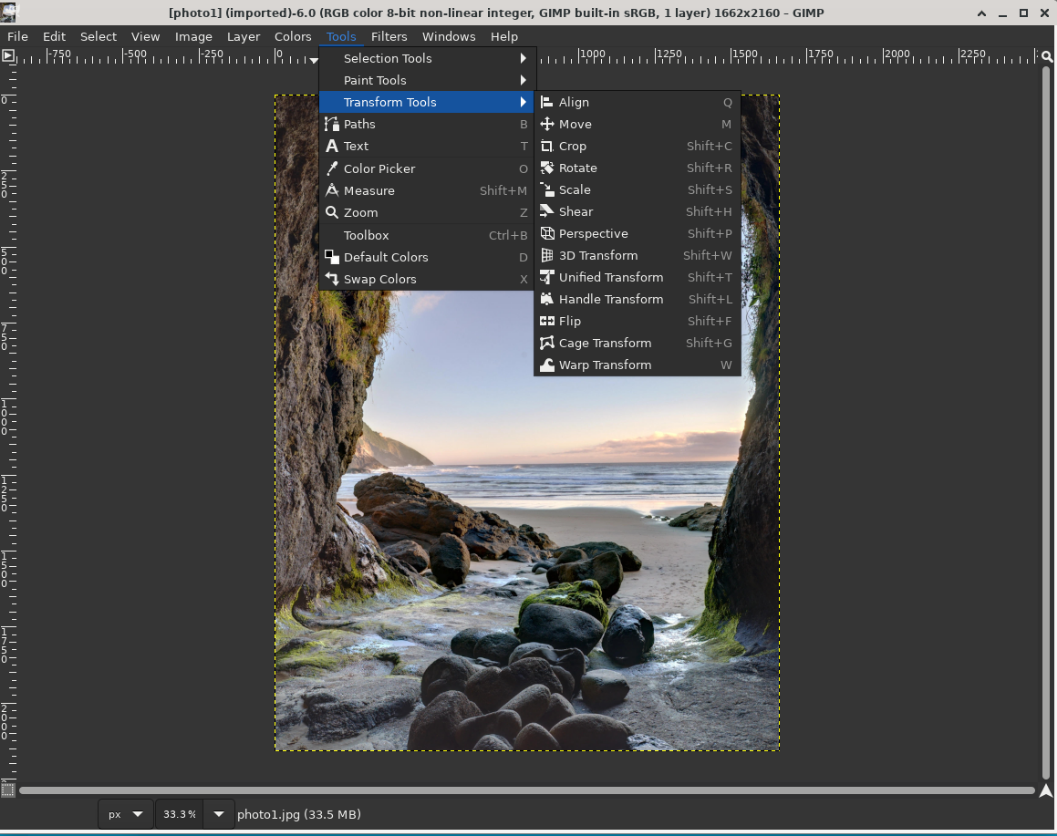 [photo1] (imported)-6.0 (RGB color 8-bit non-linear integer, GIMP built-in sRGB, 1 layer) 1662x2160 – GIMP
File Edit Select View Image Layer Colors Tools Filters Windows Help
-750 -500 -250 0 1000 1250 1500 1750 2000 2250
Selection Tools
Paint Tools
Transform Tools
Paths B
Text T
Color Picker O
Measure Shift+M
Zoom Z
Toolbox Ctrl+B
Default Colors D
Swap Colors X
Align Q
Move M
Crop Shift+C
Rotate Shift+R
Scale Shift+S
Shear Shift+H
Perspective Shift+P
3D Transform Shift+W
Unified Transform Shift+T
Handle Transform Shift+L
Flip Shift+F
Cage Transform Shift+G
Warp Transform W
0
250
500
750
1000
1250
1500
1750
2000
px 33.3 % photo1.jpg (33.5 MB)